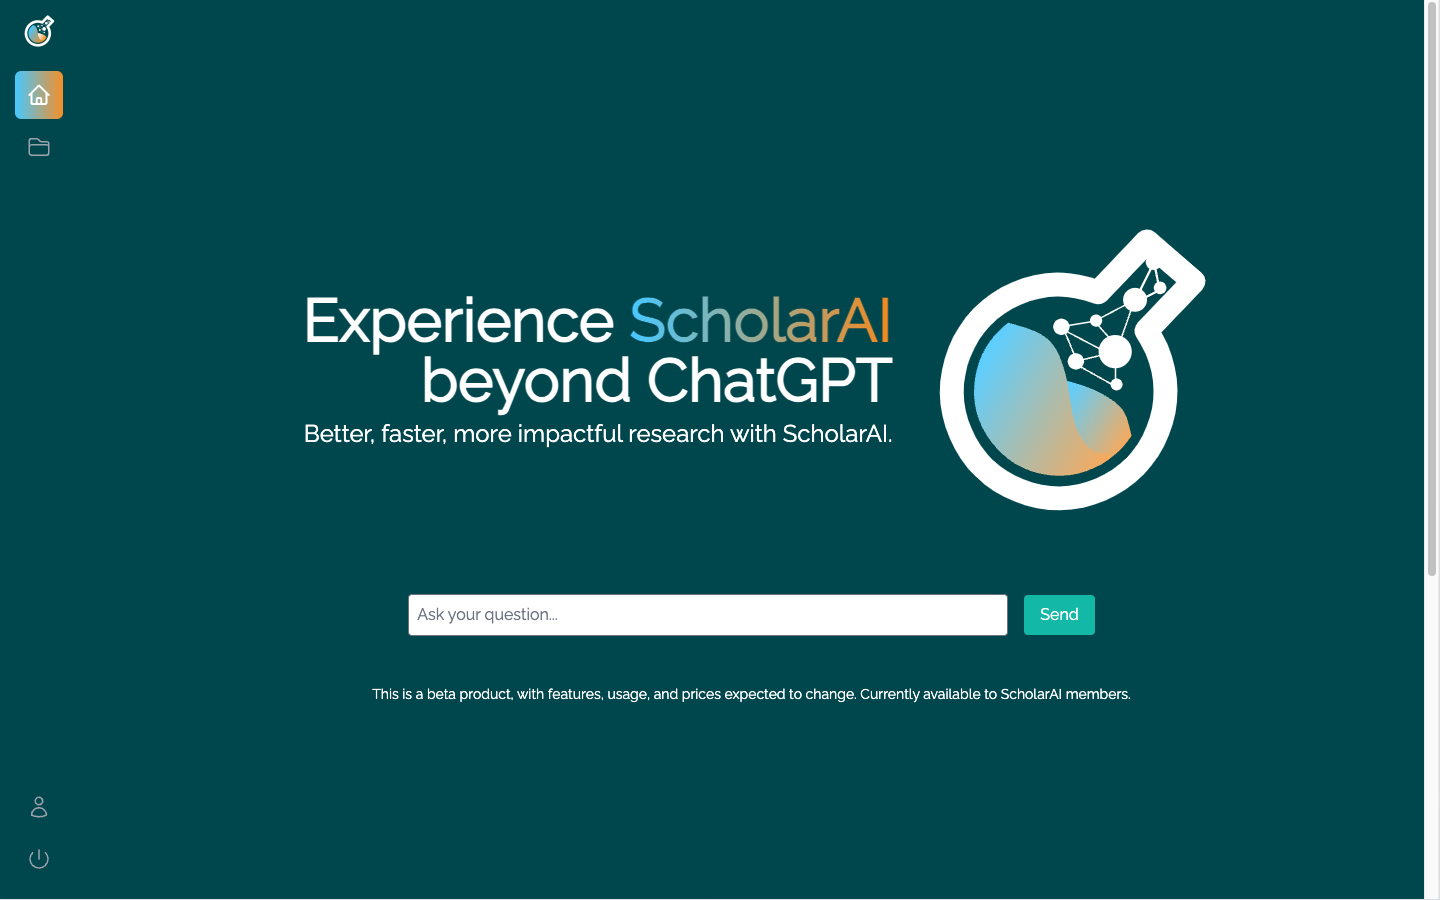 Experience ScholarAI
beyond ChatGPT
Better, faster, more impactful research with ScholarAI.
Ask your question...
Send
This is a beta product, with features, usage, and prices expected to change. Currently available to ScholarAI members.